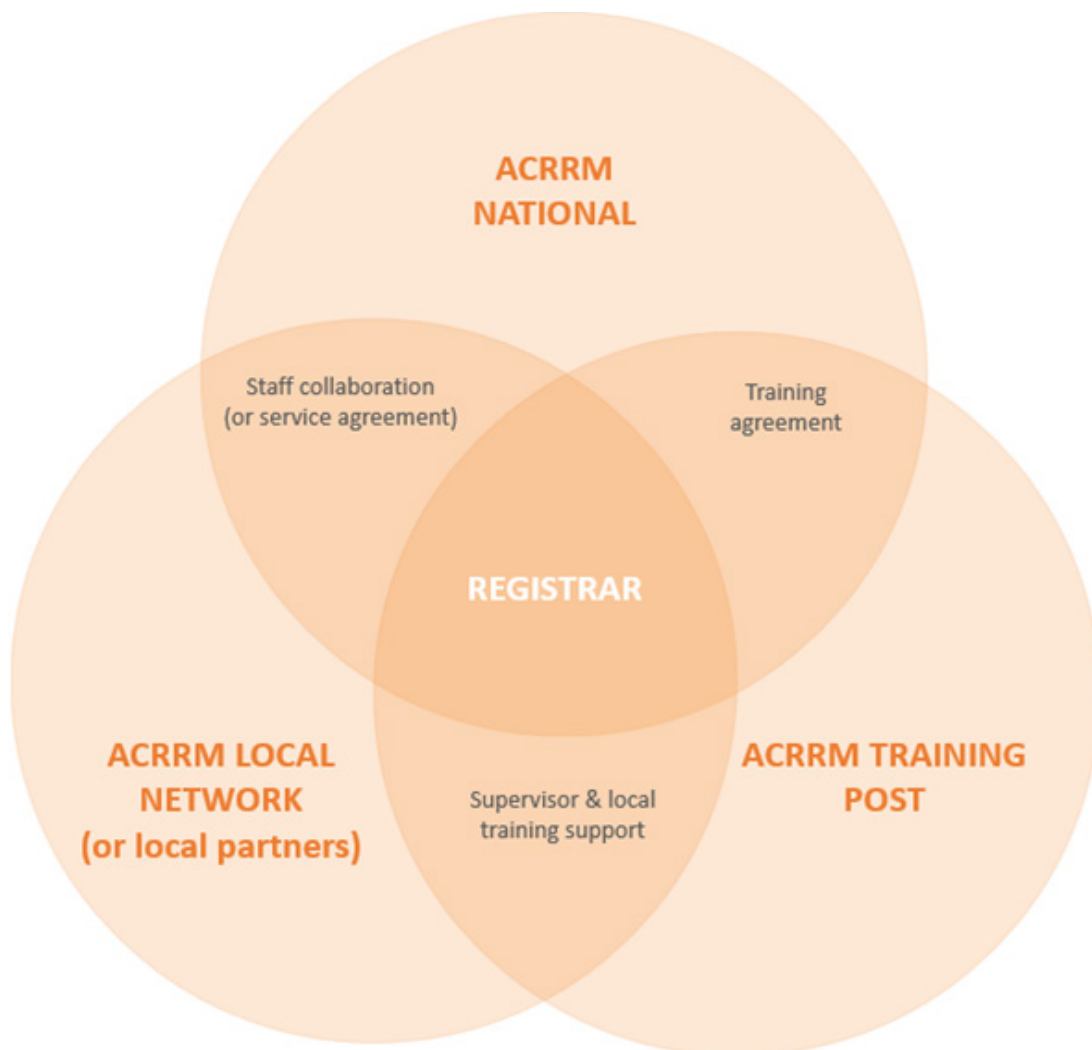 ACRRM
NATIONAL
Staff collaboration
(or service agreement)
Training
agreement
REGISTRAR
ACRRM LOCAL
NETWORK
(or local partners)
Supervisor & local
training support
ACRRM TRAINING
POST